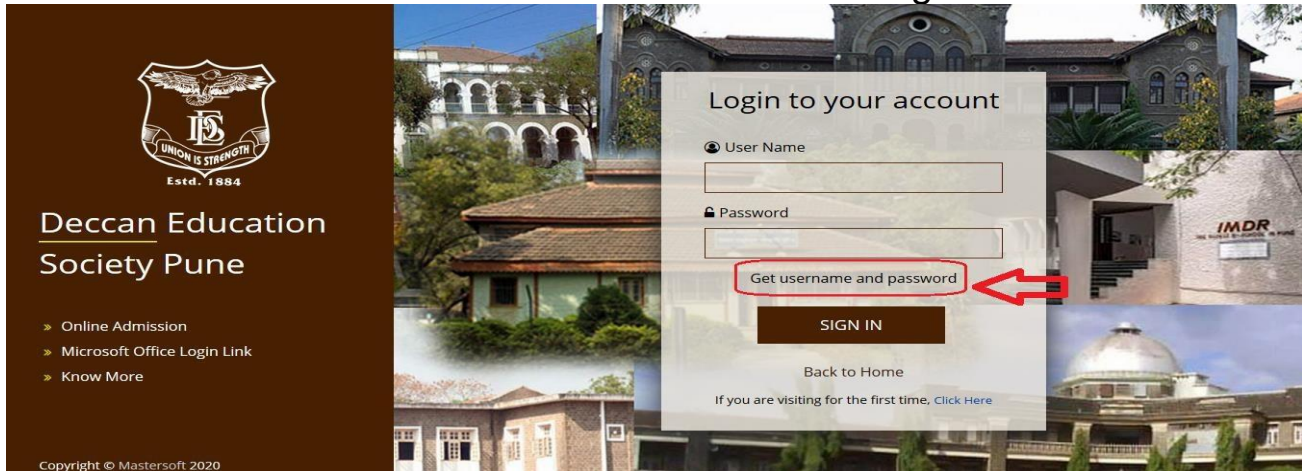 UNION IS STRENGTH
Estd. 1884
Deccan Education
Society Pune
» Online Admission
» Microsoft Office Login Link
» Know More
Copyright © Mastersoft 2020
Login to your account
User Name
Password
Get username and password
SIGN IN
Back to Home
If you are visiting for the first time, Click Here
IMDR